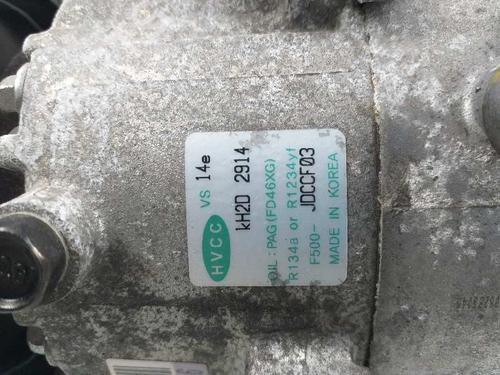 HVCC
VS 14e
kH2D 2914
OIL : PAG (FD46XG)
R134a or R1234yf
F500- JDCCF03
MADE IN KOREA